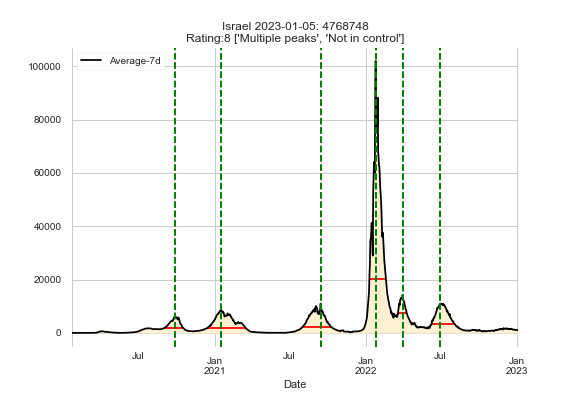 Israel 2023-01-05: 4768748
Rating:8 ['Multiple peaks', 'Not in control']
Average-7d
100000
80000
60000
40000
20000
0
Jul Jan Jul Jan Jul Jan
2021 2022 2023
Date